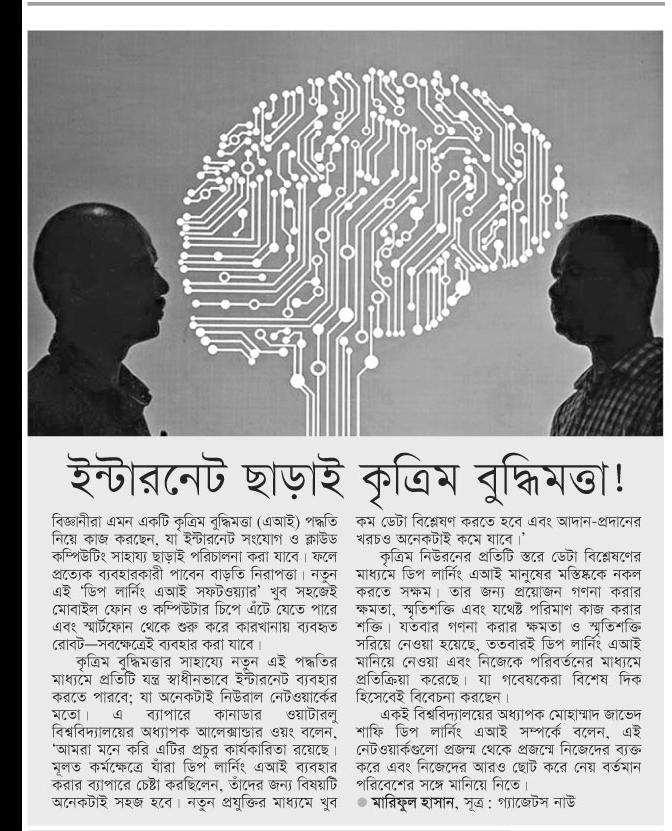 ইন্টারনেট ছাড়াই কৃত্রিম বুদ্ধিমত্তা!
বিজ্ঞানীরা এমন একটি কৃত্রিম বুদ্ধিমত্তা (এআই) পদ্ধতি
নিয়ে কাজ করছেন, যা ইন্টারনেট সংযোগ ও ক্লাউড
কম্পিউটিং সাহায্য ছাড়াই পরিচালনা করা যাবে। ফলে
প্রত্যেক ব্যবহারকারী পাবেন বাড়তি নিরাপত্তা। নতুন
এই ‘ডিপ লার্নিং এআই সফটওয়্যার’ খুব সহজেই
মোবাইল ফোন ও কম্পিউটার চিপে এঁটে যেতে পারে
এবং স্মার্টফোন থেকে শুরু করে কারখানায় ব্যবহৃত
রোবট—সবক্ষেত্রেই ব্যবহার করা যাবে।
কৃত্রিম বুদ্ধিমত্তার সাহায্যে নতুন এই পদ্ধতির
মাধ্যমে প্রতিটি যন্ত্র স্বাধীনভাবে ইন্টারনেট ব্যবহার
করতে পারবে; যা অনেকটাই নিউরাল নেটওয়ার্কের
মতো। এ ব্যাপারে কানাডার ওয়াটারলু
বিশ্ববিদ্যালয়ের অধ্যাপক আলেক্সান্ডার ওয়ং বলেন,
‘আমরা মনে করি এটির প্রচুর কার্যকারিতা রয়েছে।
মূলত কর্মক্ষেত্রে যাঁরা ডিপ লার্নিং এআই ব্যবহার
করার ব্যাপারে চেষ্টা করছিলেন, তাঁদের জন্য বিষয়টি
অনেকটাই সহজ হবে। নতুন প্রযুক্তির মাধ্যমে খুব
কম ডেটা বিশ্লেষণ করতে হবে এবং আদান-প্রদানের
খরচও অনেকটাই কমে যাবে।’
কৃত্রিম নিউরনের প্রতিটি স্তরে ডেটা বিশ্লেষণের
মাধ্যমে ডিপ লার্নিং এআই মানুষের মস্তিষ্ককে নকল
করতে সক্ষম। তার জন্য প্রয়োজন গণনা করার
ক্ষমতা, স্মৃতিশক্তি এবং যথেষ্ট পরিমাণ কাজ করার
শক্তি। যতবার গণনা করার ক্ষমতা ও স্মৃতিশক্তি
সরিয়ে নেওয়া হয়েছে, ততবারই ডিপ লার্নিং এআই
মানিয়ে নেওয়া এবং নিজেকে পরিবর্তনের মাধ্যমে
প্রতিক্রিয়া করেছে। যা গবেষকেরা বিশেষ দিক
হিসেবেই বিবেচনা করছেন।
একই বিশ্ববিদ্যালয়ের অধ্যাপক মোহাম্মাদ জাভেদ
শাফি ডিপ লার্নিং এআই সম্পর্কে বলেন, এই
নেটওয়ার্কগুলো প্রজন্ম থেকে প্রজন্মে নিজেদের ব্যক্ত
করে এবং নিজেদের আরও ছোট করে নেয় বর্তমান
পরিবেশের সঙ্গে মানিয়ে নিতে।
● মারিফুল হাসান, সূত্র: গ্যাজেটস নাউ